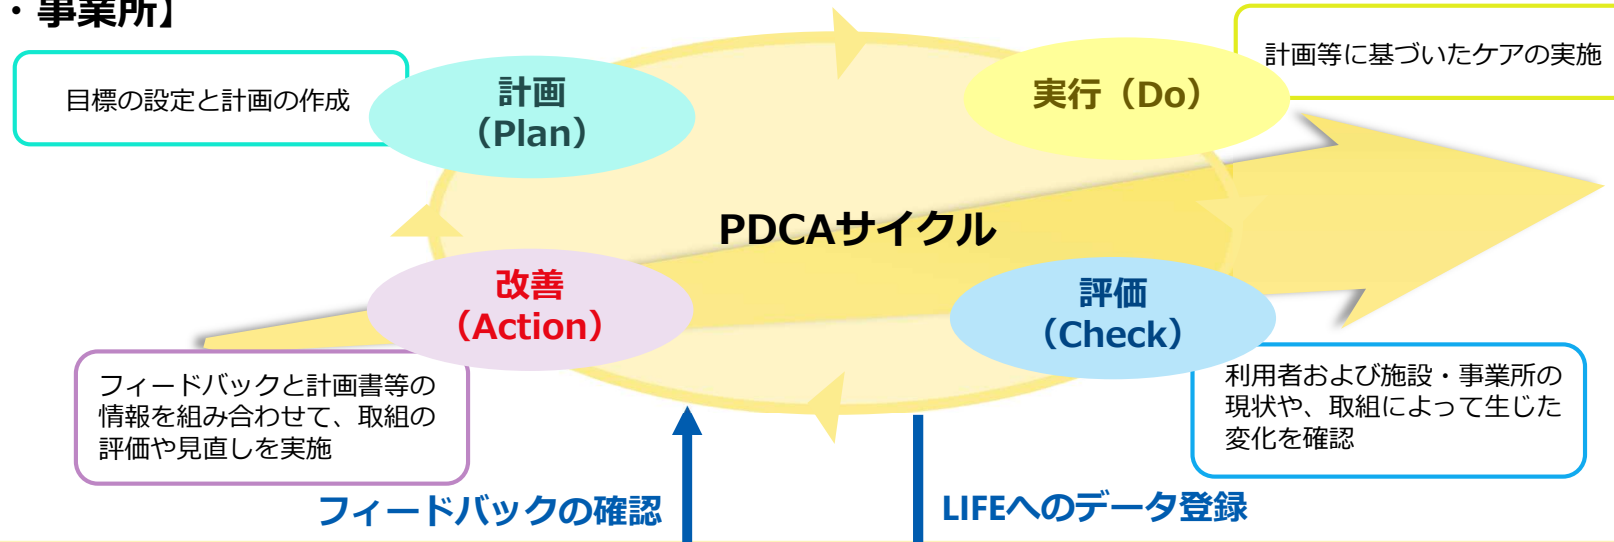 ・事業所】
目標の設定と計画の作成
計画
（Plan）
実行（Do）
計画等に基づいたケアの実施
PDCAサイクル
改善
（Action）
評価
（Check）
フィードバックと計画書等の
情報を組み合わせて、取組の
評価や見直しを実施
利用者および施設・事業所の
現状や、取組によって生じた
変化を確認
フィードバックの確認
LIFEへのデータ登録